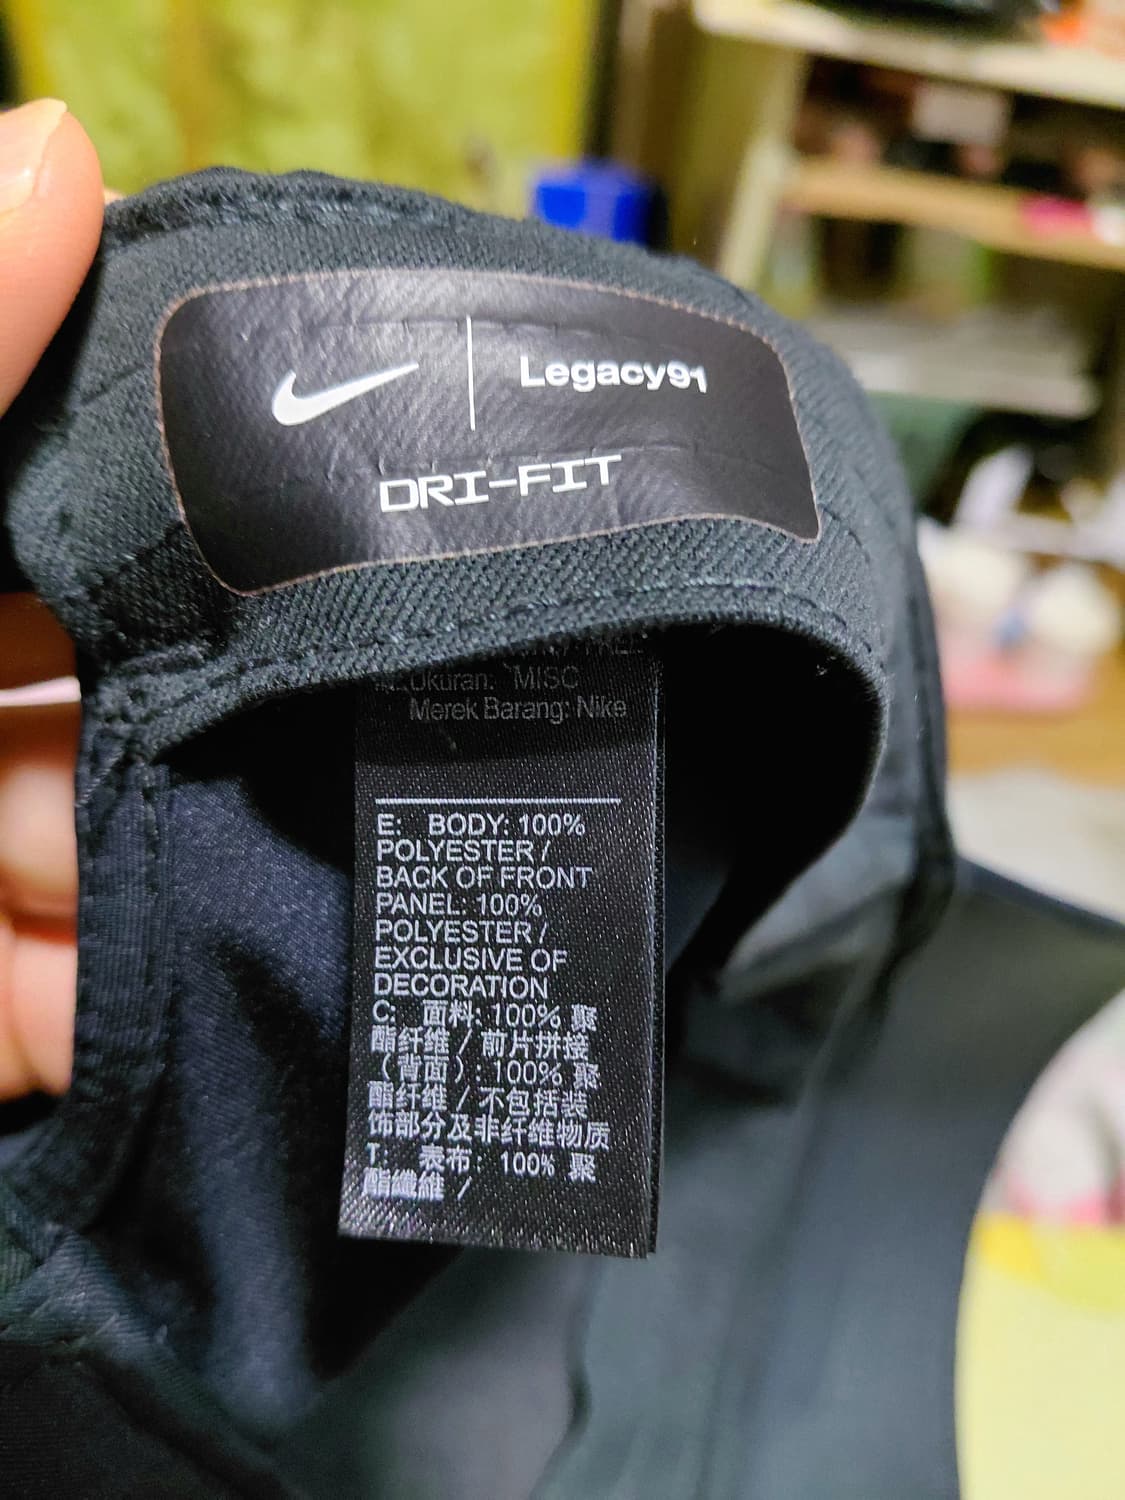 Legacy91
DRI-FIT
Ukuran: MISC
Merek Barang: Nike
E: BODY: 100%
POLYESTER /
BACK OF FRONT
PANEL: 100%
POLYESTER /
EXCLUSIVE OF
DECORATION
C: 面料: 100% 聚
酯纤维 / 前片拼接
（背面）: 100% 聚
酯纤维 / 不包括装
饰部分及非纤维物质
T: 表布: 100% 聚
酯纖維 /